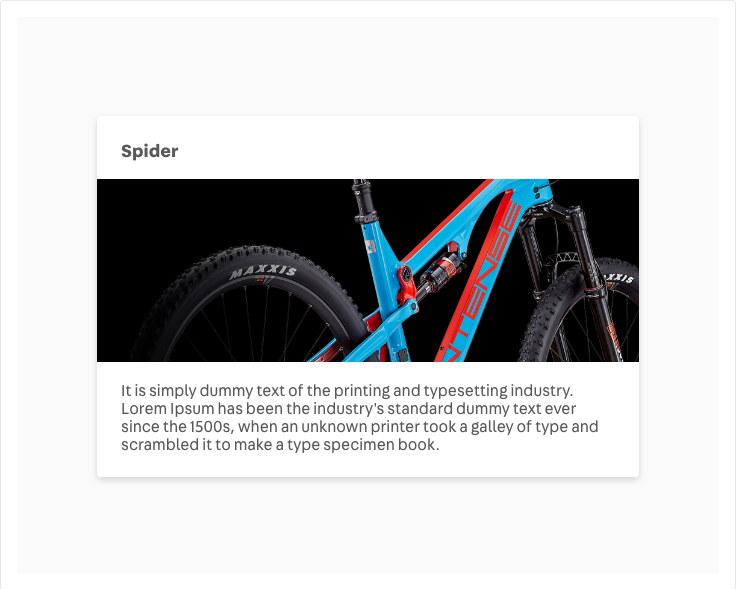 Spider
MAXXIS
INTENSE
MAXXIS
It is simply dummy text of the printing and typesetting industry.
Lorem Ipsum has been the industry's standard dummy text ever
since the 1500s, when an unknown printer took a galley of type and
scrambled it to make a type specimen book.